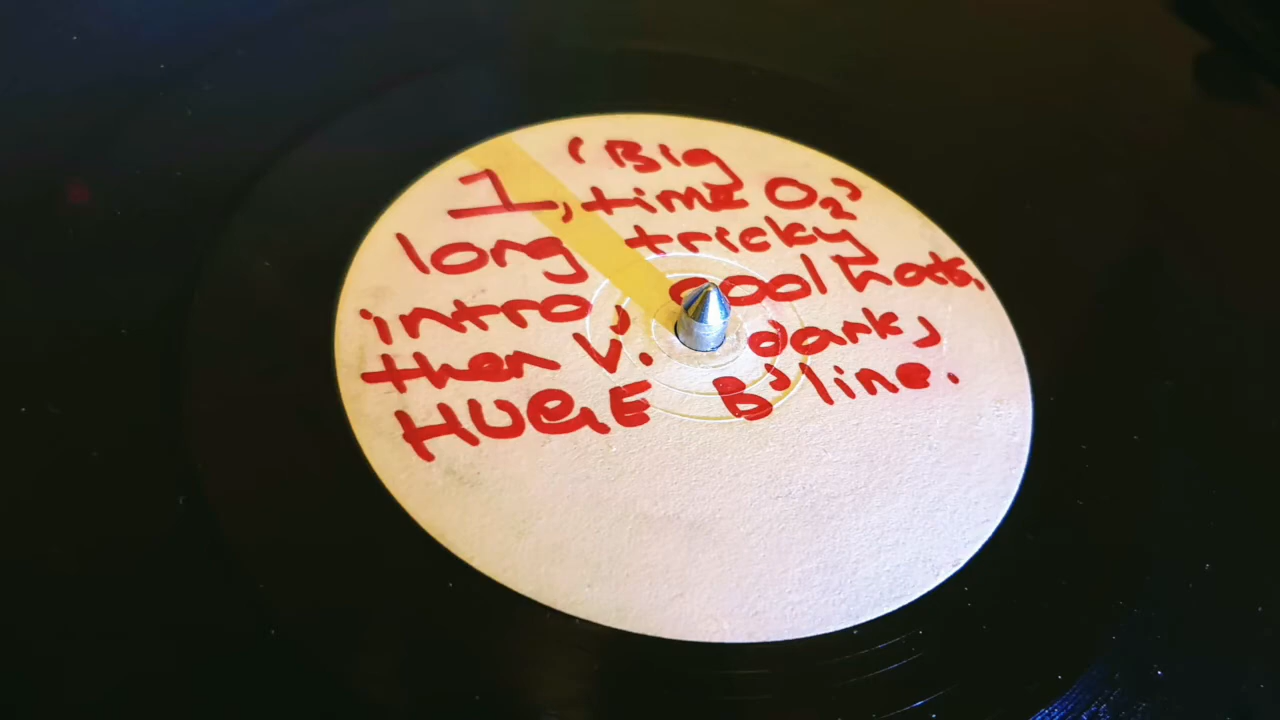 'Big
1, time O₂'
long tricky
intro, cool hats.
then V. dark,
HUGE B'line.